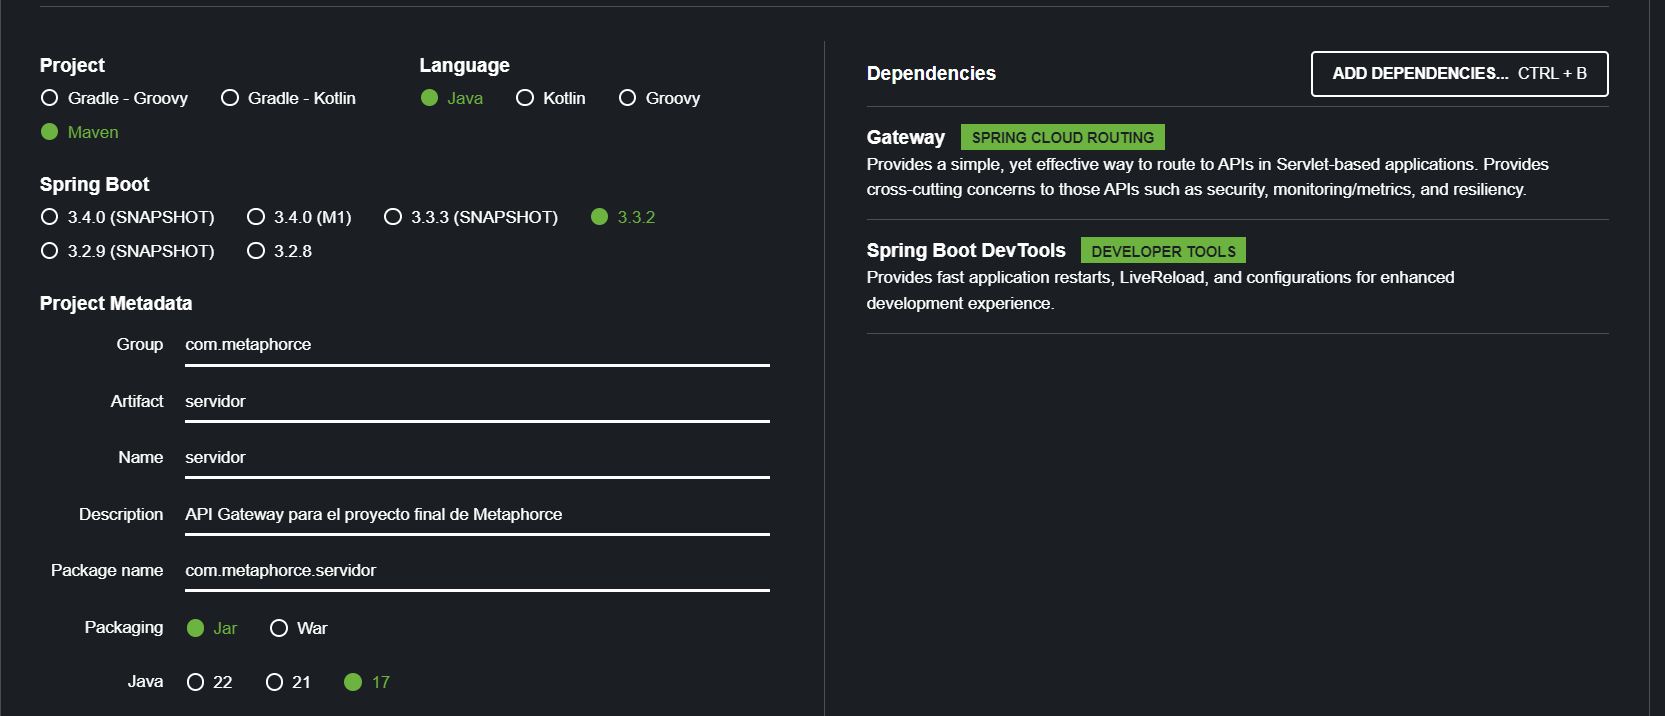 Project
Gradle - Groovy Gradle - Kotlin
Maven
Language
Java Kotlin Groovy
Spring Boot
3.4.0 (SNAPSHOT) 3.4.0 (M1) 3.3.3 (SNAPSHOT) 3.3.2
3.2.9 (SNAPSHOT) 3.2.8
Project Metadata
Group com.metaphorce
Artifact servidor
Name servidor
Description API Gateway para el proyecto final de Metaphorce
Package name com.metaphorce.servidor
Packaging Jar War
Java 22 21 17
Dependencies
ADD DEPENDENCIES... CTRL + B
Gateway SPRING CLOUD ROUTING
Provides a simple, yet effective way to route to APIs in Servlet-based applications. Provides
cross-cutting concerns to those APIs such as security, monitoring/metrics, and resiliency.
Spring Boot DevTools DEVELOPER TOOLS
Provides fast application restarts, LiveReload, and configurations for enhanced
development experience.